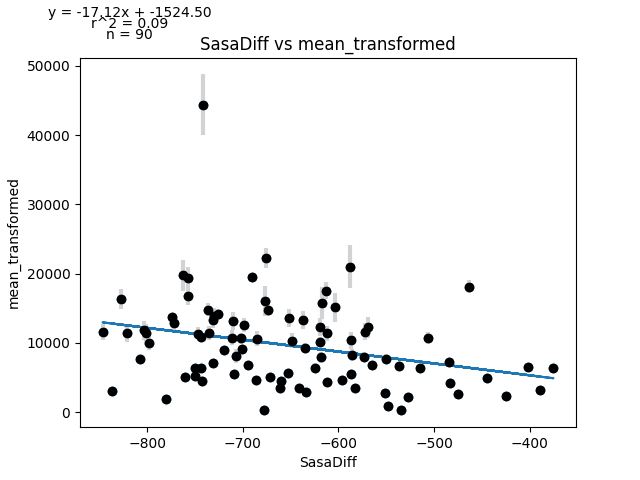 y = -17.12x + -1524.50
r^2 = 0.09
n = 90
SasaDiff vs mean_transformed
50000
40000
30000
20000
10000
0
mean_transformed
−800
−700
−600
−500
−400
SasaDiff